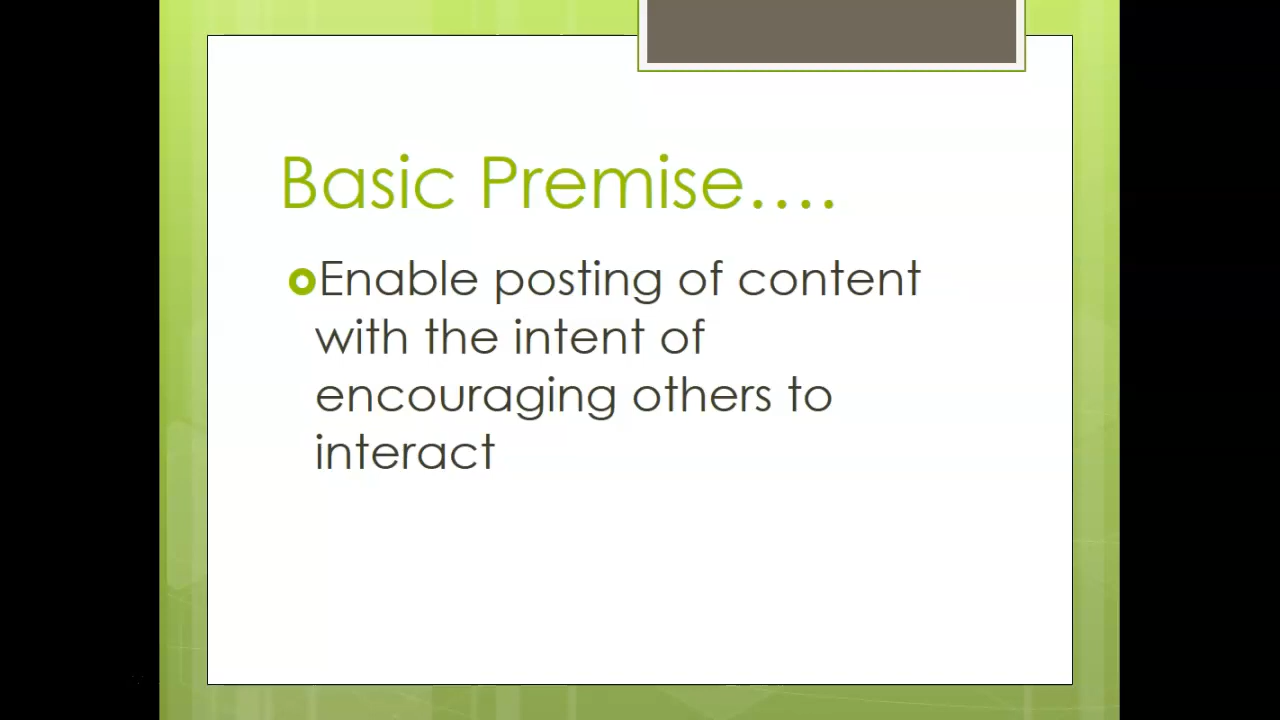 Basic Premise....
Enable posting of content
with the intent of
encouraging others to
interact